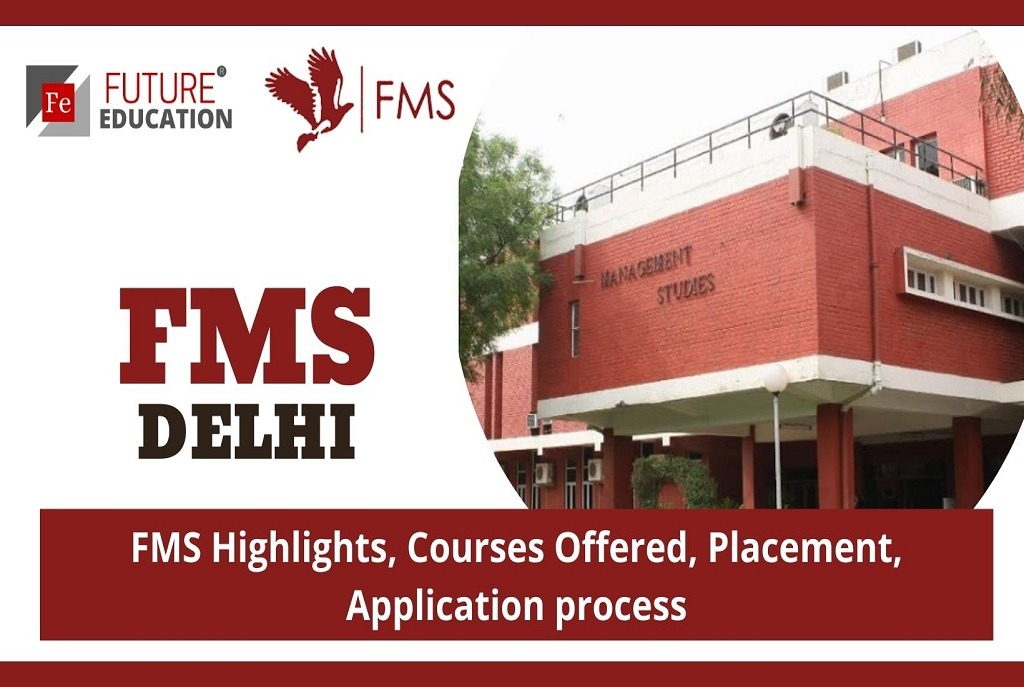 Fe
FUTURE®
EDUCATION
FMS
MANAGEMENT
STUDIES
FMS
DELHI
FMS Highlights, Courses Offered, Placement,
Application process